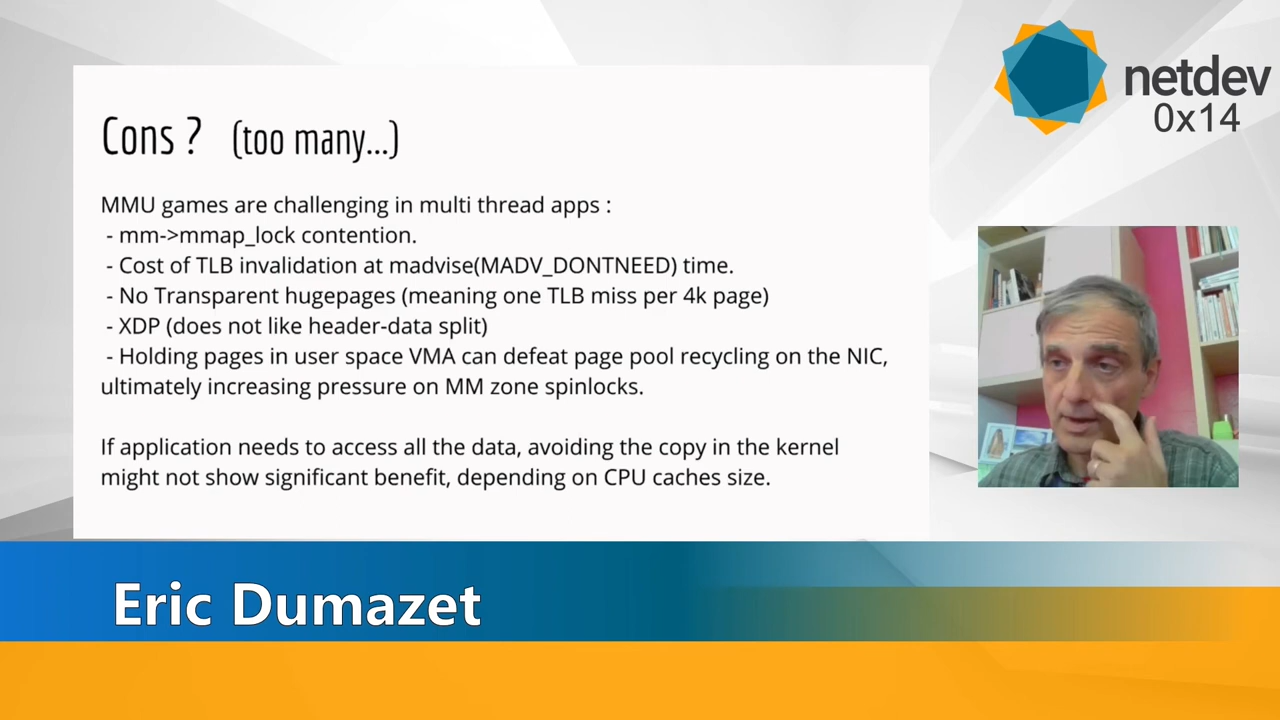 netdev
0x14
Cons ? (too many...)
MMU games are challenging in multi thread apps :
- mm->mmap_lock contention.
- Cost of TLB invalidation at madvise(MADV_DONTNEED) time.
- No Transparent hugepages (meaning one TLB miss per 4k page)
- XDP (does not like header-data split)
- Holding pages in user space VMA can defeat page pool recycling on the NIC,
ultimately increasing pressure on MM zone spinlocks.
If application needs to access all the data, avoiding the copy in the kernel
might not show significant benefit, depending on CPU caches size.
Eric Dumazet